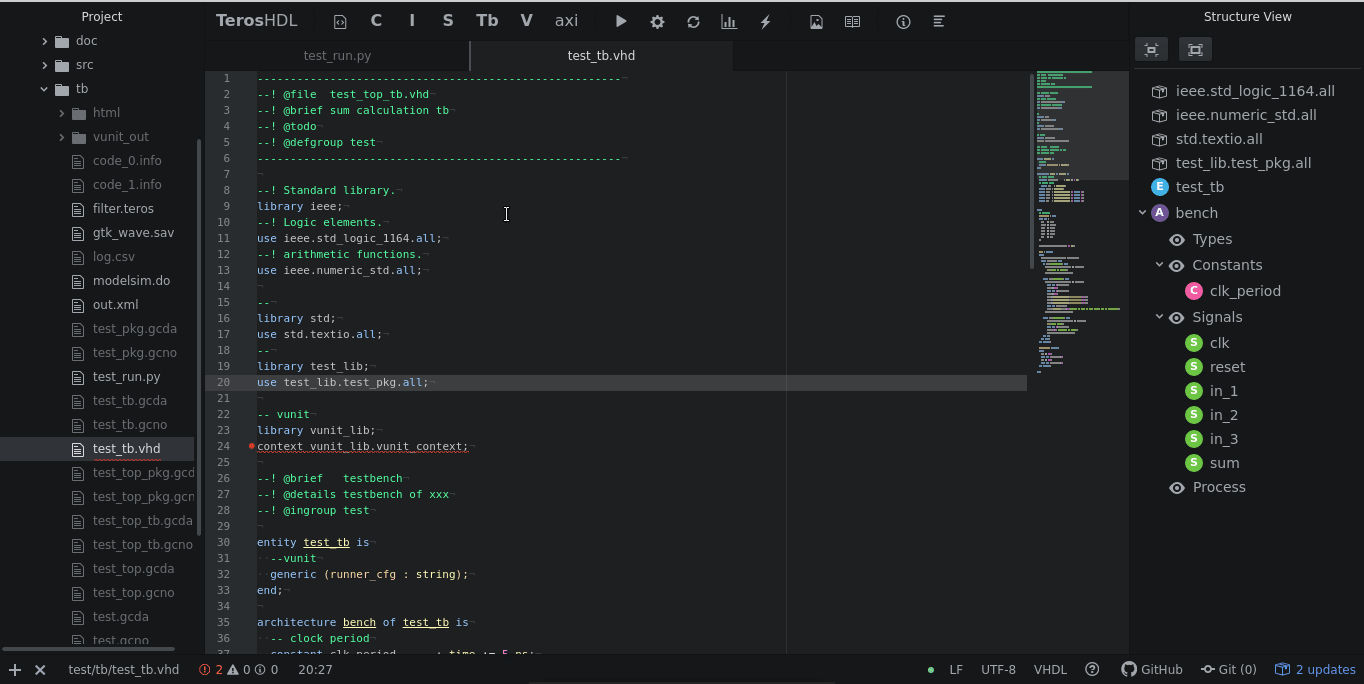 Project
TerosHDL
C I S Tb V axi
Structure View
doc
src
tb
html
vunit_out
code_0.info
code_1.info
filter.teros
gtk_wave.sav
log.csv
modelsim.do
out.xml
test_pkg.gcda
test_pkg.gcno
test_run.py
test_tb.gcda
test_tb.gcno
test_tb.vhd
test_top_pkg.gcd
test_top_pkg.gcn
test_top_tb.gcda
test_top_tb.gcno
test_top.gcda
test_top.gcno
test.gcda
test.gcno
test_run.py
test_tb.vhd
1 -------------------------------------------------------
2 --! @file  test_top_tb.vhd
3 --! @brief sum calculation tb
4 --! @todo
5 --! @defgroup test
6 -------------------------------------------------------
7
8 --! Standard library.
9 library ieee;
10 --! Logic elements.
11 use ieee.std_logic_1164.all;
12 --! arithmetic functions.
13 use ieee.numeric_std.all;
14
15 --
16 library std;
17 use std.textio.all;
18 --
19 library test_lib;
20 use test_lib.test_pkg.all;
21
22 -- vunit
23 library vunit_lib;
24 context vunit_lib.vunit_context;
25
26 --! @brief   testbench
27 --! @details testbench of xxx
28 --! @ingroup test
29
30 entity test_tb is
31   --vunit
32   generic (runner_cfg : string);
33 end;
34
35 architecture bench of test_tb is
36   -- clock period
37   constant clk_period      : time := 5 ns;
ieee.std_logic_1164.all
ieee.numeric_std.all
std.textio.all
test_lib.test_pkg.all
E test_tb
A bench
Types
Constants
C clk_period
Signals
S clk
S reset
S in_1
S in_2
S in_3
S sum
Process
test/tb/test_tb.vhd 2 0 0 20:27
LF UTF-8 VHDL GitHub Git (0) 2 updates